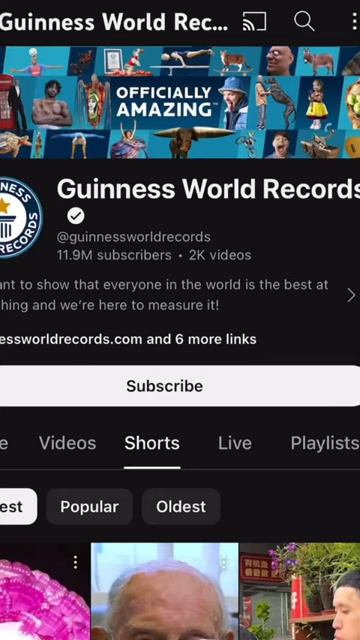 Guinness World Rec...
OFFICIALLY
AMAZING™
Guinness World Records
@guinnessworldrecords
11.9M subscribers • 2K videos
ant to show that everyone in the world is the best at
thing and we're here to measure it!
essworldrecords.com and 6 more links
Subscribe
e Videos Shorts Live Playlists
est Popular Oldest